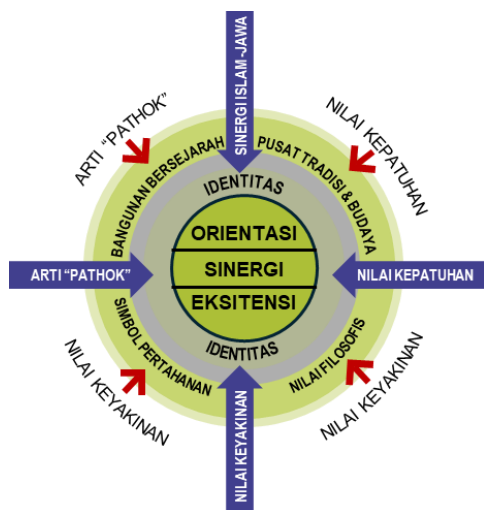 SINERGI ISLAM-JAWA
ARTI “PATHOK”
NILAI KEPATUHAN
BANGUNAN BERSEJARAH
PUSAT TRADISI & BUDAYA
IDENTITAS
ORIENTASI
SINERGI
EKSITENSI
IDENTITAS
ARTI “PATHOK”
NILAI KEPATUHAN
SIMBOL PERTAHANAN
NILAI FILOSOFIS
NILAI KEYAKINAN
NILAI KEYAKINAN
NILAI KEYAKINAN